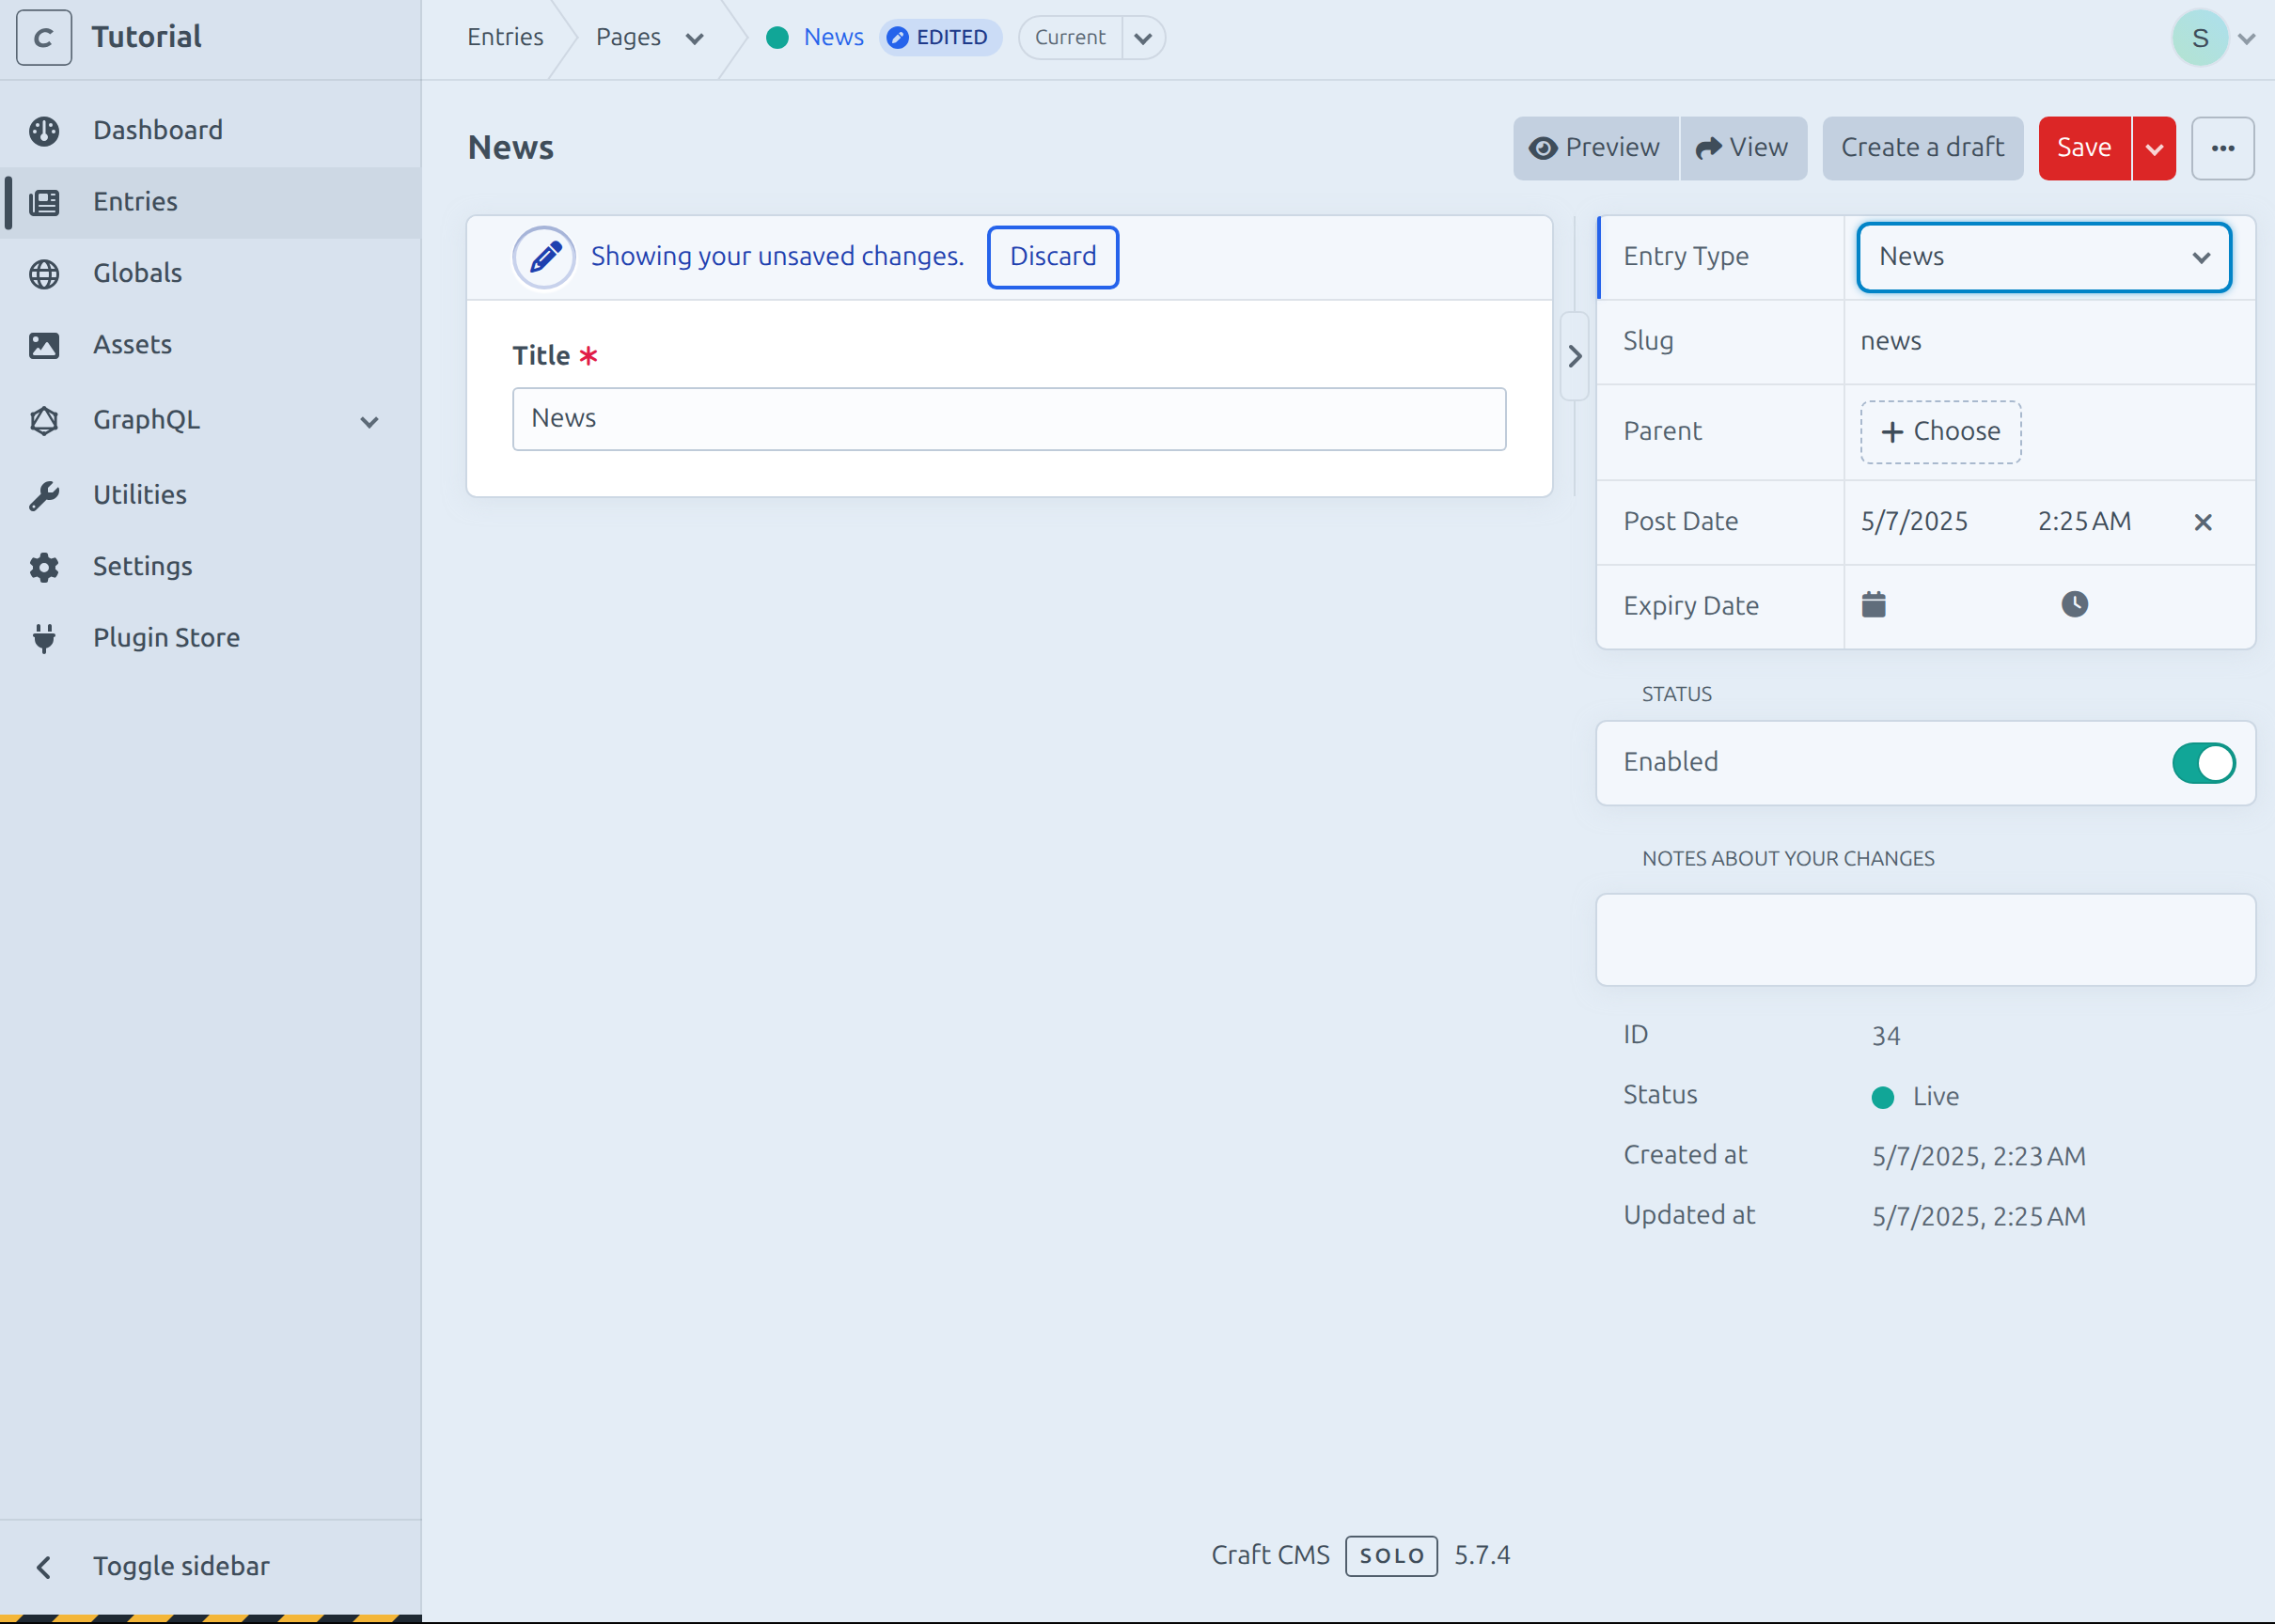 C Tutorial
Entries Pages News EDITED Current
S
Dashboard
Entries
Globals
Assets
GraphQL
Utilities
Settings
Plugin Store
Toggle sidebar
News
Preview View Create a draft Save
Showing your unsaved changes. Discard
Title *
News
Entry Type News
Slug news
Parent Choose
Post Date 5/7/2025 2:25 AM
Expiry Date
STATUS
Enabled
NOTES ABOUT YOUR CHANGES
ID 34
Status Live
Created at 5/7/2025, 2:23 AM
Updated at 5/7/2025, 2:25 AM
Craft CMS SOLO 5.7.4